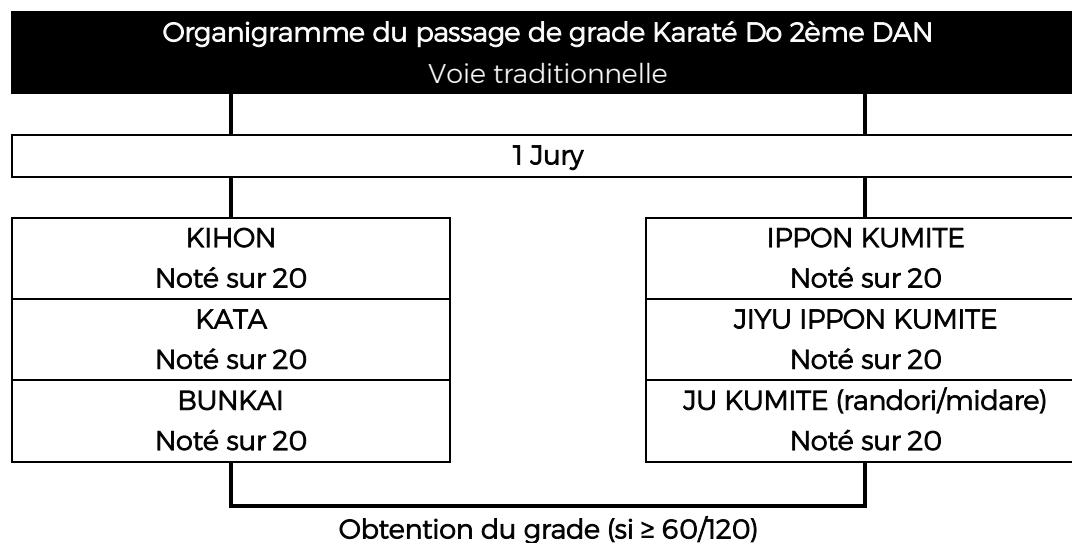 Organigramme du passage de grade Karaté Do 2ème DAN
Voie traditionnelle
1 Jury
KIHON
Noté sur 20
KATA
Noté sur 20
BUNKAI
Noté sur 20
IPPON KUMITE
Noté sur 20
JIYU IPPON KUMITE
Noté sur 20
JU KUMITE (randori/midare)
Noté sur 20
Obtention du grade (si ≥ 60/120)